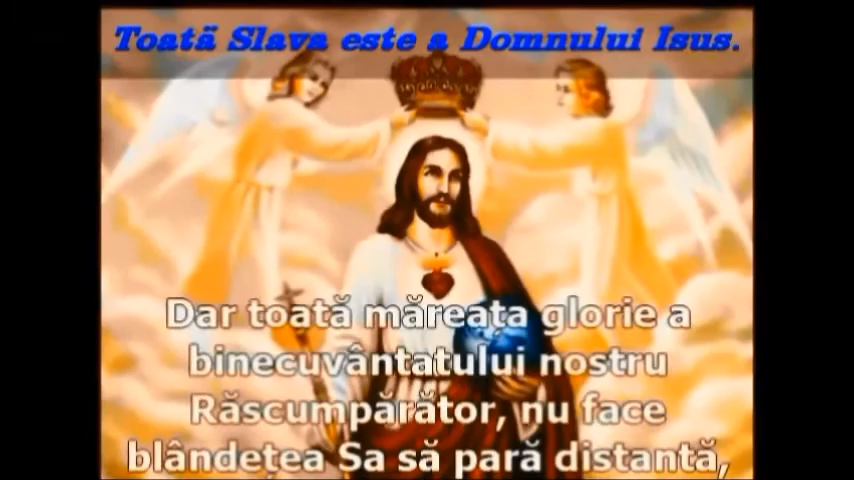 Toată Slava este a Domnului Isus.
Dar toată măreața glorie a
binecuvântatului nostru
Răscumpărător, nu face
blândețea Sa să pară distantă,